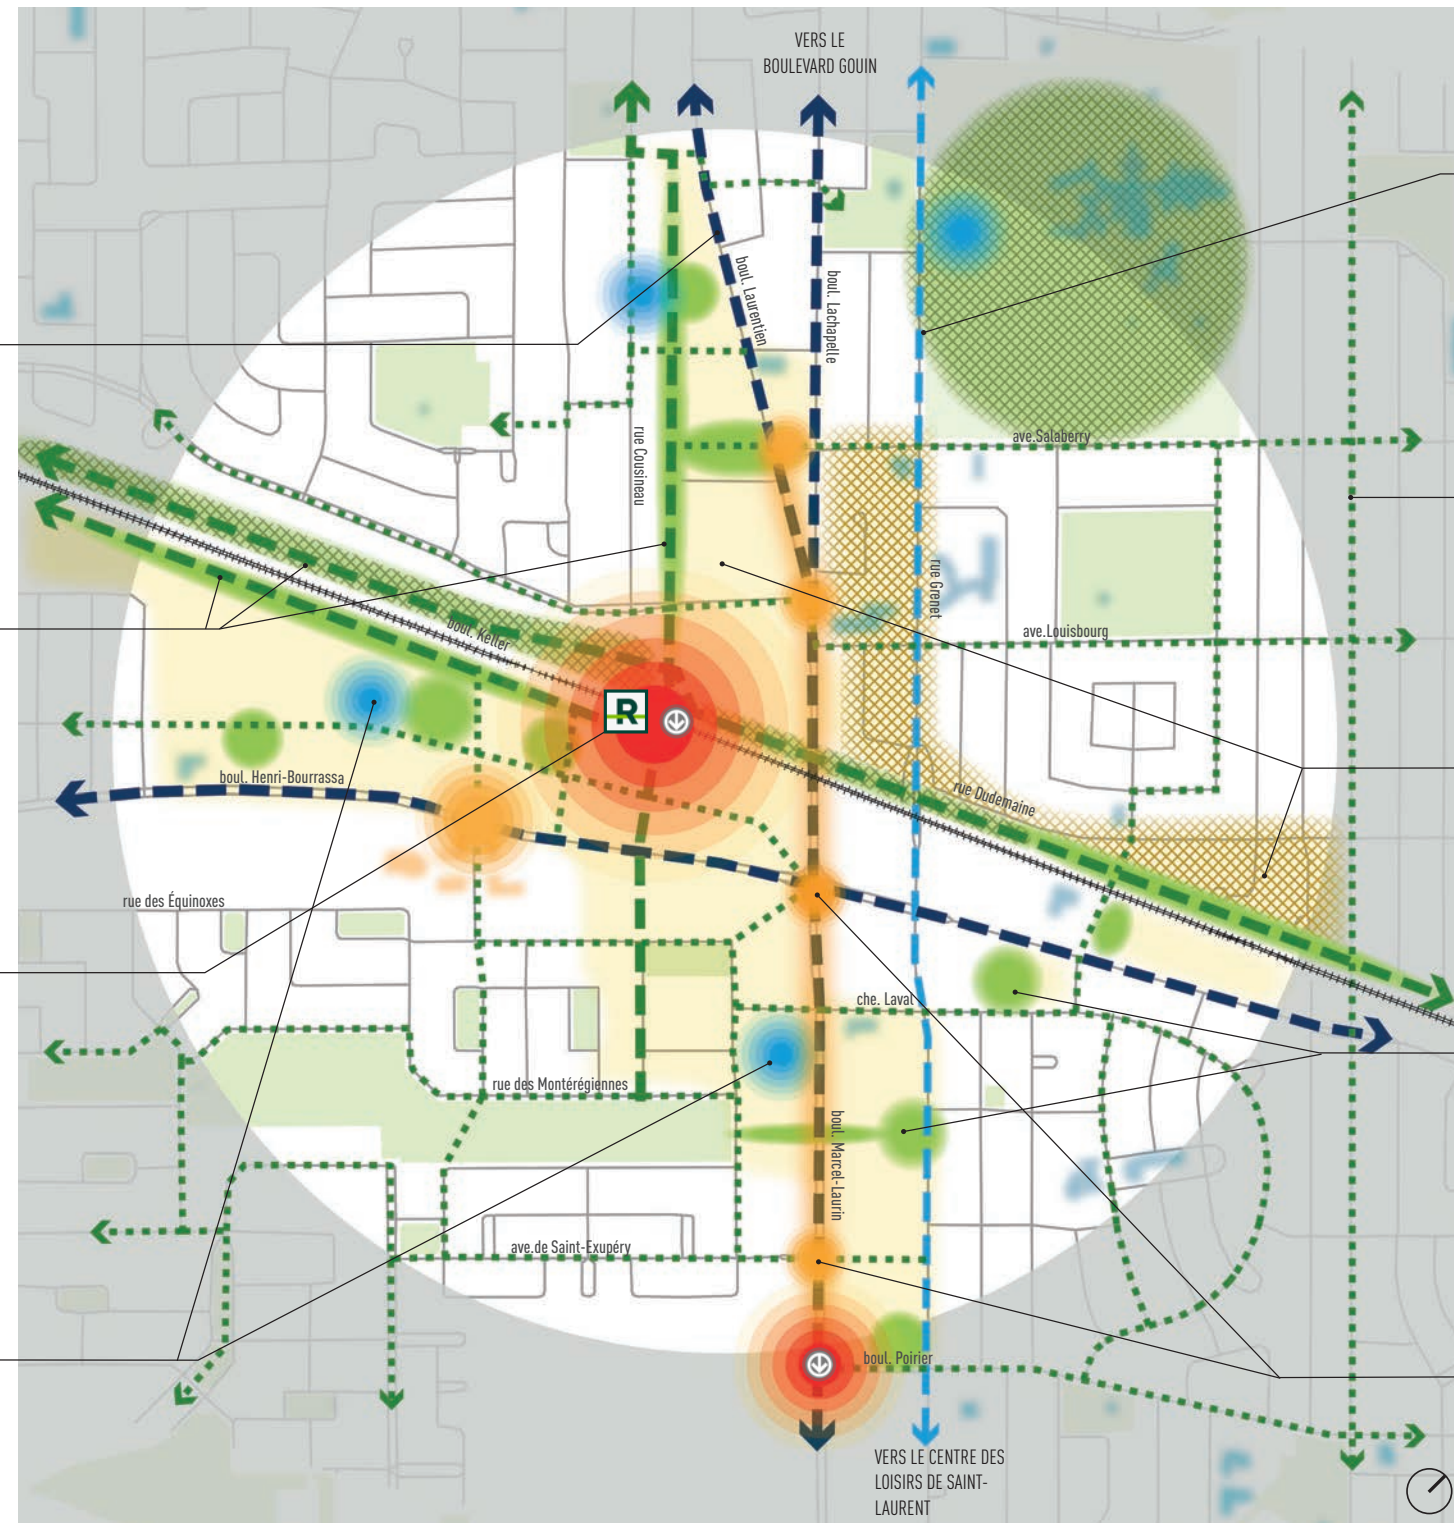 VERS LE
BOULEVARD GOUIN
boul. Laurentien
boul. Lachapelle
rue Cousineau
ave.Salaberry
rue Grenet
ave.Louisbourg
boul. Keller
R
boul. Henri-Bourrassa
rue Dudemaine
rue des Équinoxes
che. Laval
rue des Montérégiennes
boul. Marcel-Laurin
ave.de Saint-Exupéry
boul. Poirier
VERS LE CENTRE DES
LOISIRS DE SAINT-
LAURENT